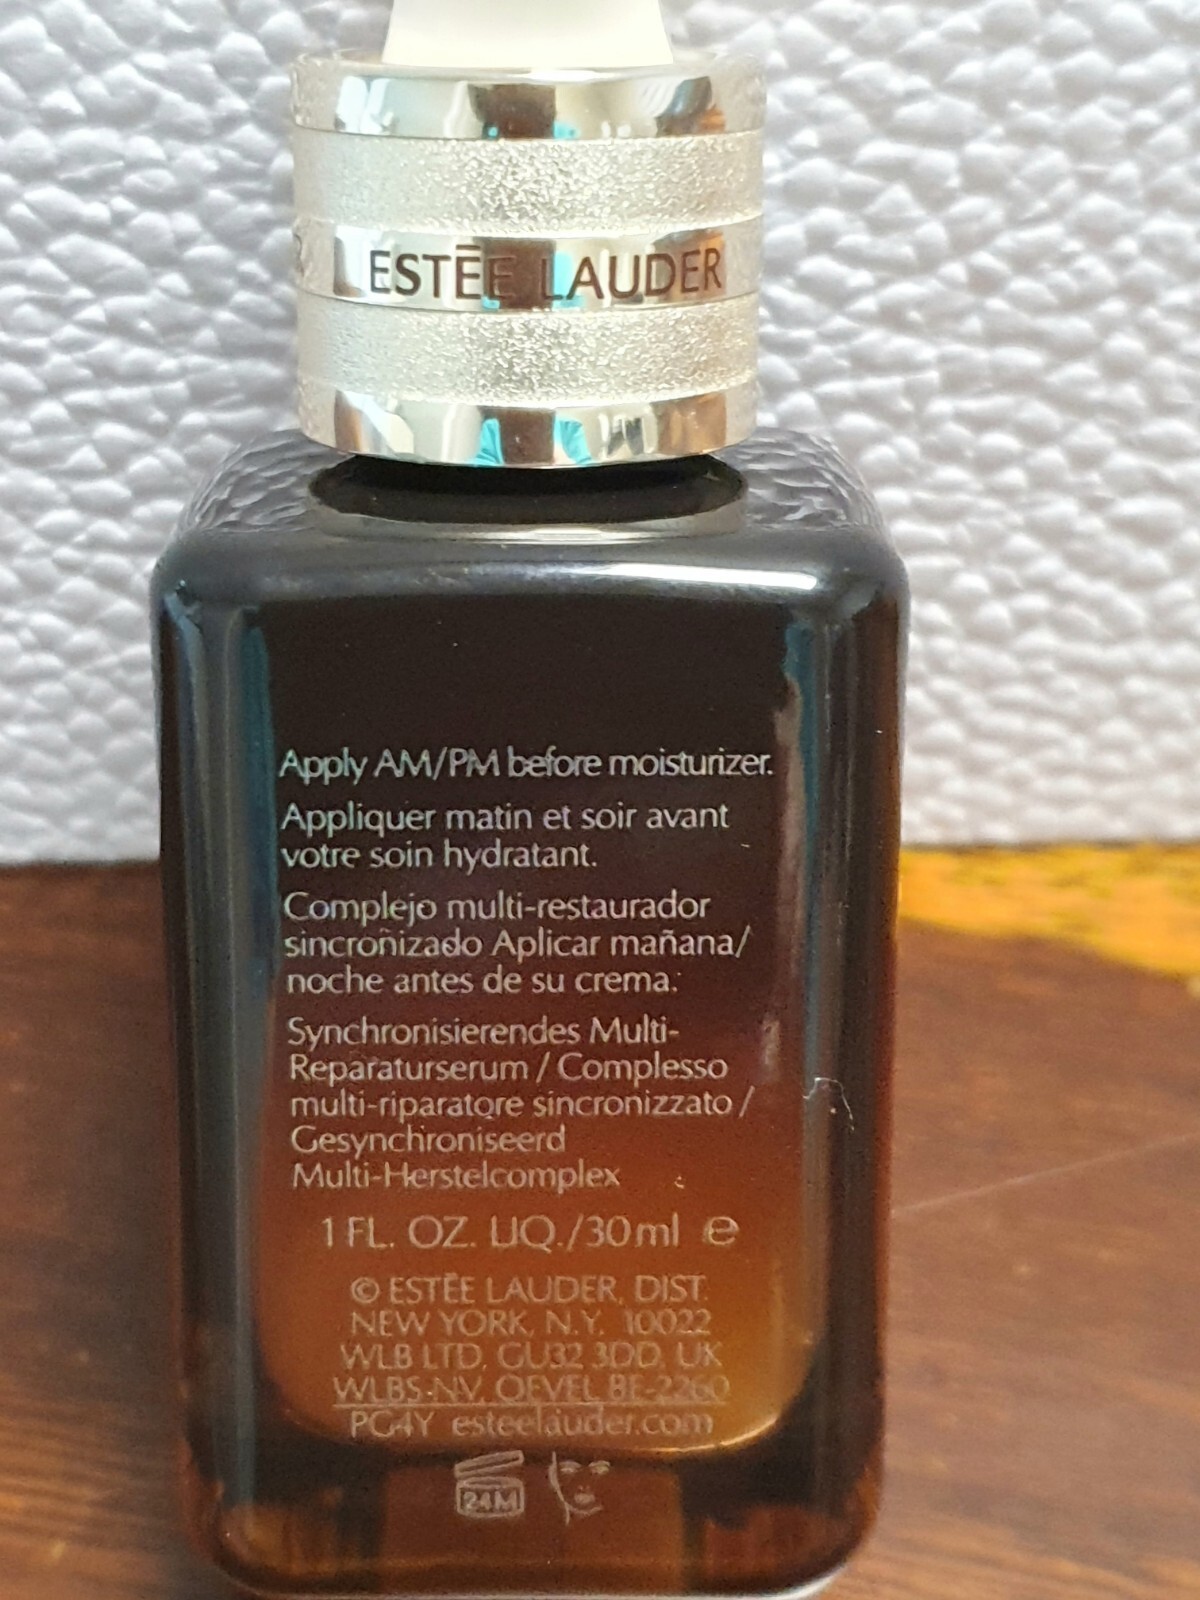 ESTĒE LAUDER
Apply AM/PM before moisturizer.
Appliquer matin et soir avant
votre soin hydratant.
Complejo multi-restaurador
sincronizado Aplicar mañana/
noche antes de su crema.
Synchronisierendes Multi-
Reparaturserum / Complesso
multi-riparatore sincronizzato /
Gesynchroniseerd
Multi-Herstelcomplex
1 FL. OZ. LIQ./30 ml ℮
© ESTĒE LAUDER, DIST.
NEW YORK, N.Y. 10022
WLB LTD, GU32 3DD, UK
WLBS-NV, OEVEL BE-2260
PG4Y esteelauder.com
24M